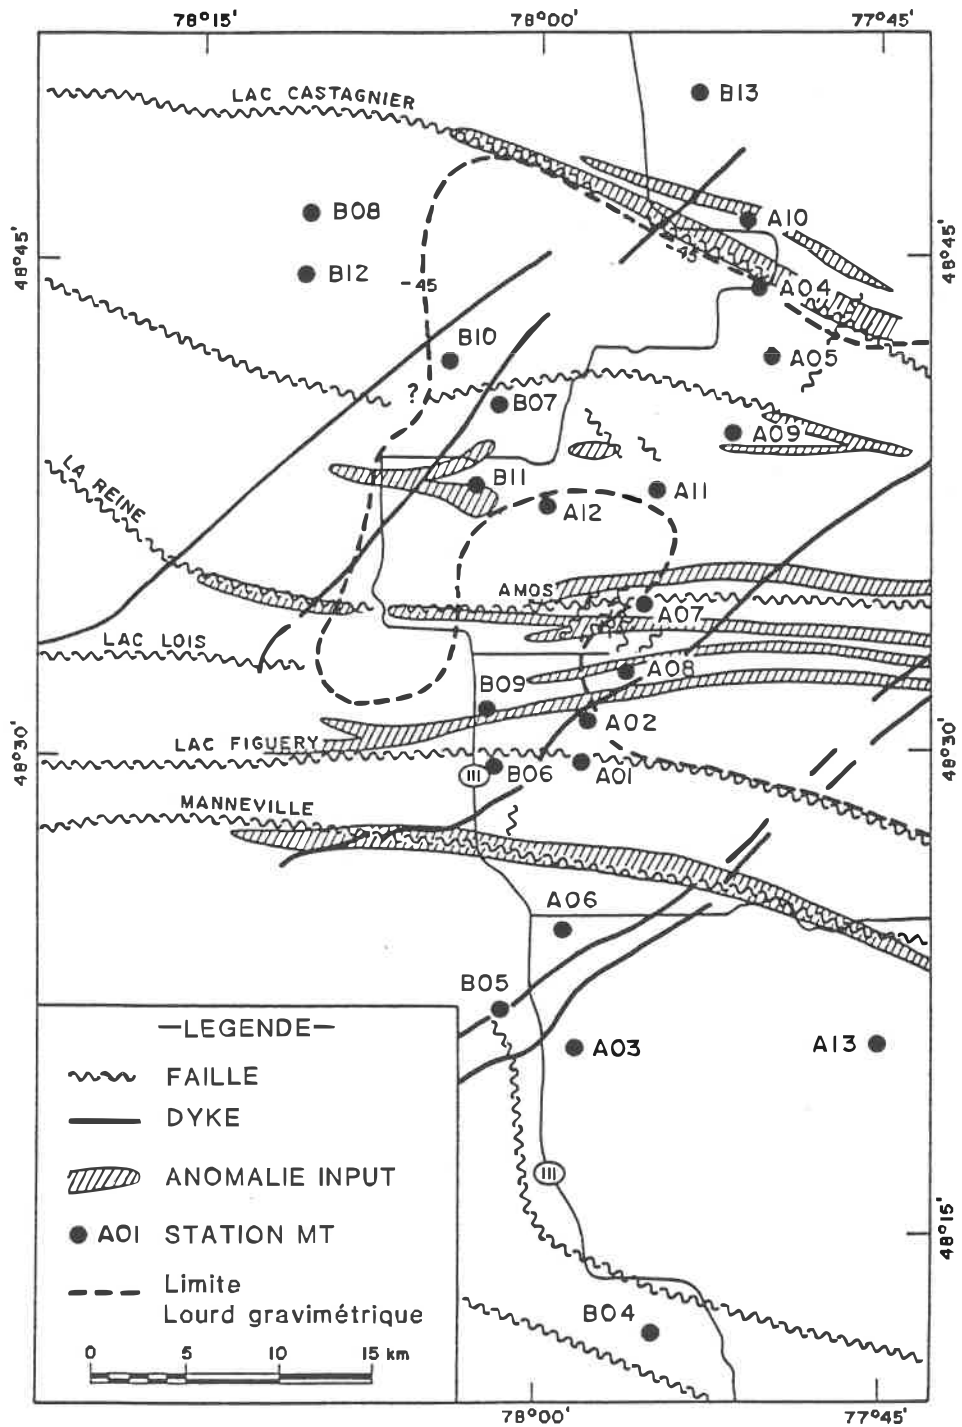 78°15'
78°00'
77°45'
LAC CASTAGNIER
B13
B08
A10
48°45'
48°45'
B12
-45
-45
A04
B10
A05
?
B07
A09
LA REINE
B11
A11
A12
AMOS
A07
LAC LOIS
A08
B09
A02
LAC FIGUERY
48°30'
48°30'
B06
A01
111
MANNEVILLE
A06
B05
A03
A13
—LEGENDE—
FAILLE
DYKE
ANOMALIE INPUT
111
A01 STATION MT
48°15'
Limite
Lourd gravimétrique
B04
0 5 10 15 km
78°00'
77°45'